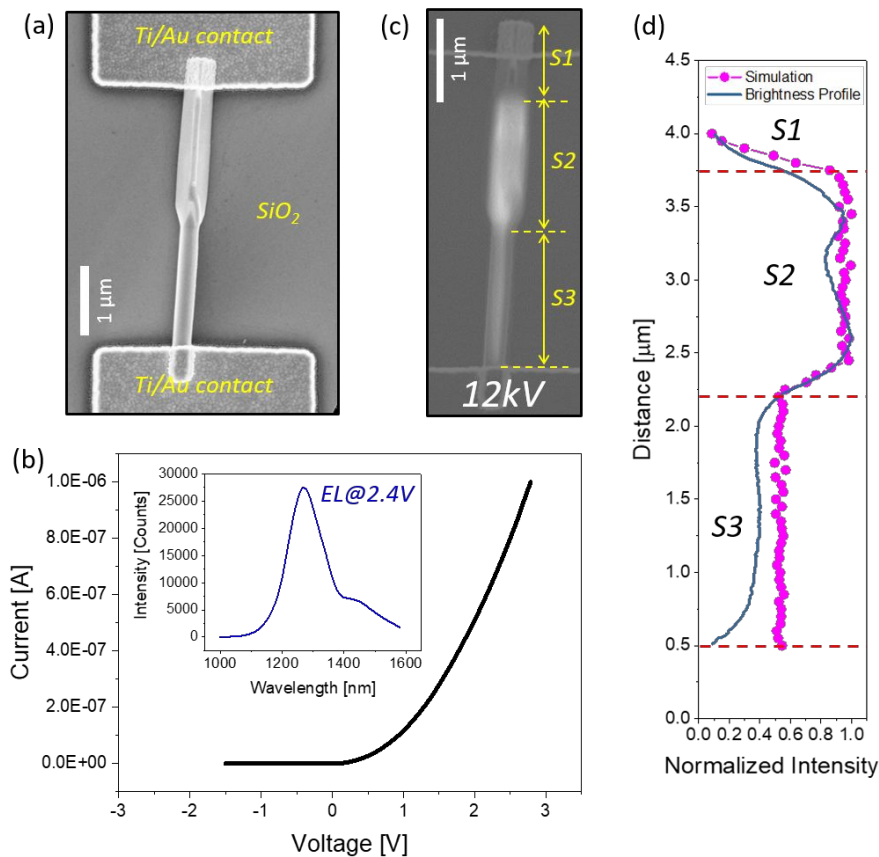 (a)
Ti/Au contact
SiO2
1 μm
Ti/Au contact
(c)
1 μm
S1
S2
S3
12kV
(b)
1.0E-06
8.0E-07
6.0E-07
4.0E-07
2.0E-07
0.0E+00
Current [A]
-3
-2
-1
0
1
2
3
Voltage [V]
30000
25000
20000
15000
10000
5000
0
Intensity [Counts]
EL@2.4V
1000
1200
1400
1600
Wavelength [nm]
(d)
4.5
4.0
3.5
3.0
2.5
2.0
1.5
1.0
0.5
0.0
Distance [μm]
Simulation
Brightness Profile
S1
S2
S3
0.0 0.2 0.4 0.6 0.8 1.0
Normalized Intensity